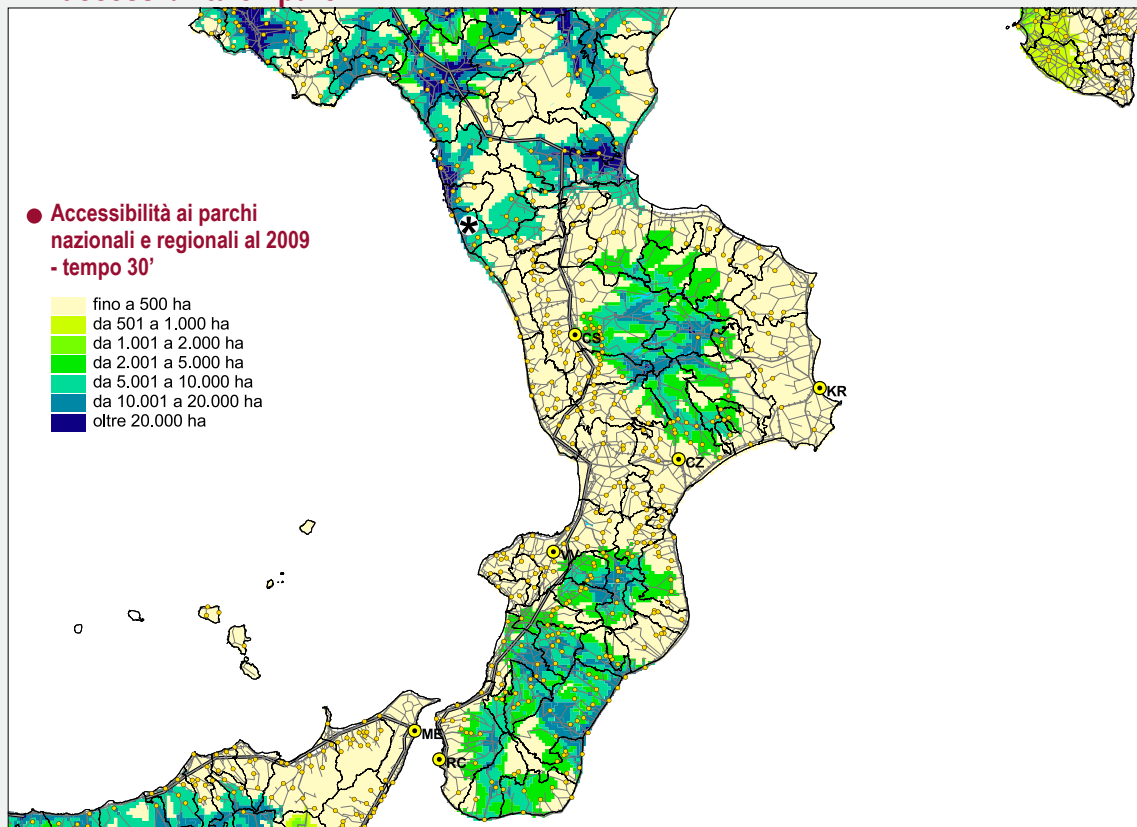 Accessibilità ai parchi
nazionali e regionali al 2009
- tempo 30'
fino a 500 ha
da 501 a 1.000 ha
da 1.001 a 2.000 ha
da 2.001 a 5.000 ha
da 5.001 a 10.000 ha
da 10.001 a 20.000 ha
oltre 20.000 ha
*
CS
KR
CZ
VV
ME
RC